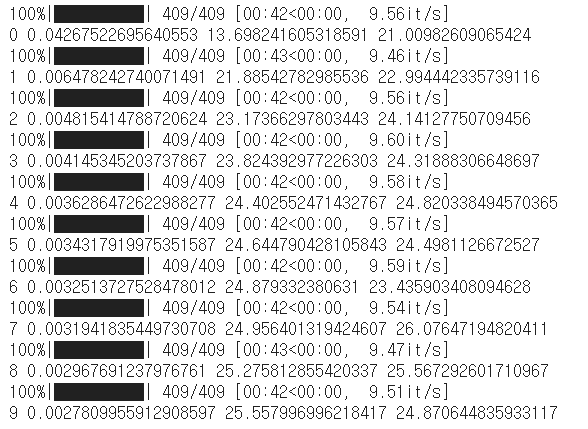 100%|██████████| 409/409 [00:42<00:00,  9.56it/s]
0 0.04267522695640553 13.698241605318591 21.00982609065424
100%|██████████| 409/409 [00:43<00:00,  9.46it/s]
1 0.006478242740071491 21.88542782985536 22.994442335739116
100%|██████████| 409/409 [00:42<00:00,  9.56it/s]
2 0.004815414788720624 23.17366297803443 24.14127750709456
100%|██████████| 409/409 [00:42<00:00,  9.60it/s]
3 0.004145345203737867 23.824392977226303 24.31888306648697
100%|██████████| 409/409 [00:42<00:00,  9.58it/s]
4 0.0036286472622988277 24.402552471432767 24.820338494570365
100%|██████████| 409/409 [00:42<00:00,  9.57it/s]
5 0.0034317919975351587 24.644790428105843 24.4981126672527
100%|██████████| 409/409 [00:42<00:00,  9.59it/s]
6 0.0032513727528478012 24.879332380631 23.435903408094628
100%|██████████| 409/409 [00:42<00:00,  9.54it/s]
7 0.0031941835449730708 24.956401319424607 26.07647194820411
100%|██████████| 409/409 [00:43<00:00,  9.47it/s]
8 0.002967691237976761 25.275812855420337 25.567292601710967
100%|██████████| 409/409 [00:42<00:00,  9.51it/s]
9 0.0027809955912908597 25.557996996218417 24.870644835933117